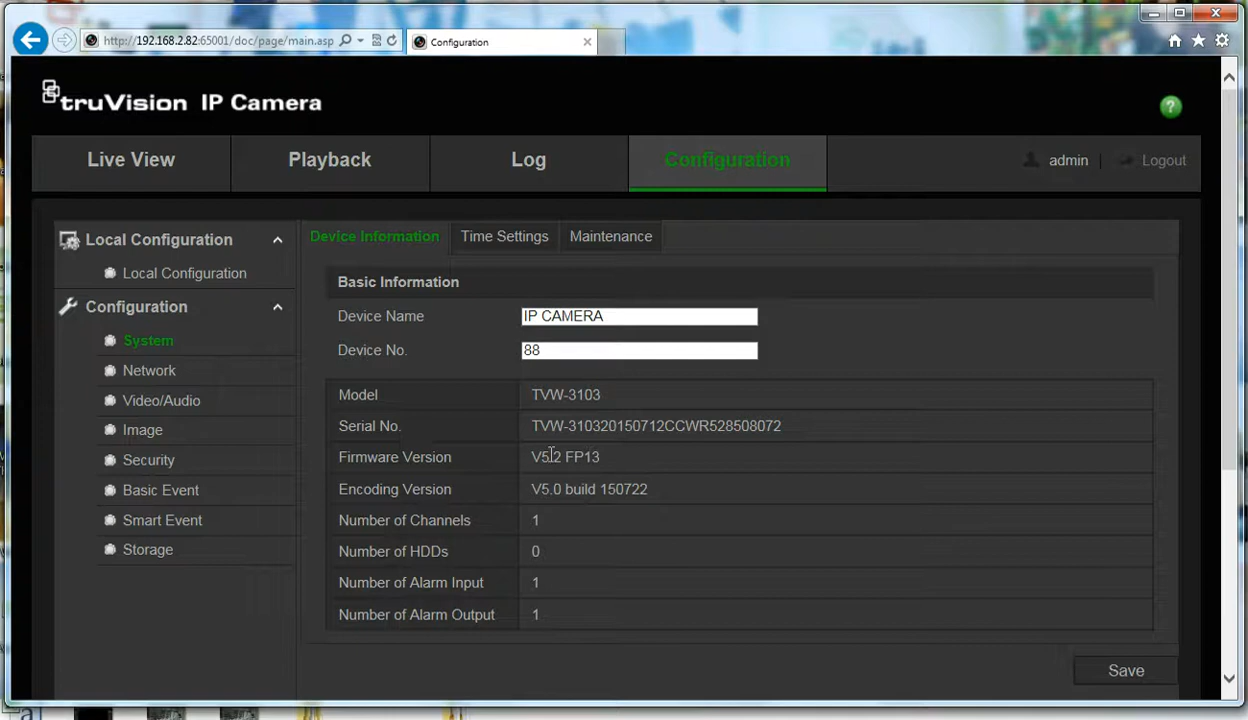 http://192.168.2.82:65001/doc/page/main.asp
Configuration
truVision IP Camera
Live View
Playback
Log
Configuration
admin
Logout
Local Configuration
Local Configuration
Configuration
System
Network
Video/Audio
Image
Security
Basic Event
Smart Event
Storage
Device Information
Time Settings
Maintenance
Basic Information
Device Name IP CAMERA
Device No. 88
Model TVW-3103
Serial No. TVW-310320150712CCWR528508072
Firmware Version V5.2 FP13
Encoding Version V5.0 build 150722
Number of Channels 1
Number of HDDs 0
Number of Alarm Input 1
Number of Alarm Output 1
Save